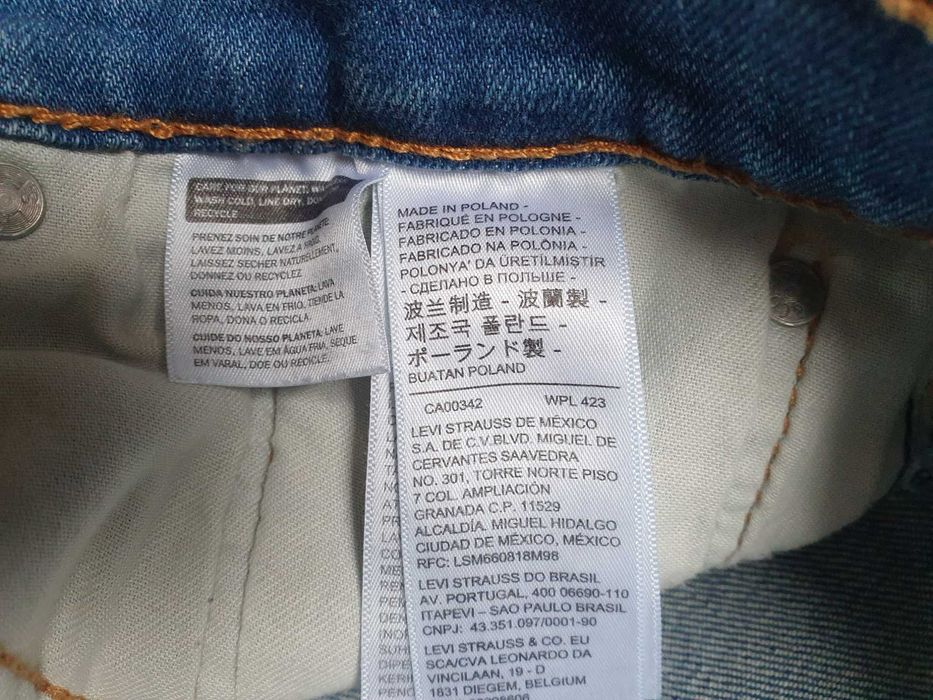 CARE FOR OUR PLANET:
WASH COLD, LINE DRY,
RECYCLE
PRENEZ SOIN DE NOTRE PLANÈTE
LAVEZ MOINS, LAVEZ A FROID,
LAISSEZ SECHER NATURELLEMENT,
DONNEZ OU RECYCLEZ
CUIDA NUESTRO PLANETA: LAVA
MENOS, LAVA EN FRIO, TIENDE LA
ROPA, DONA O RECICLA
CUIDE DO NOSSO PLANETA: LAVE
MENOS, LAVE EM ÁGUA FRIA, SEQUE
EM VARAL, DOE OU RECICLE.
MADE IN POLAND -
FABRIQUÉ EN POLOGNE -
FABRICADO EN POLONIA -
FABRICADO NA POLÔNIA -
POLONYA' DA ÜRETILMIŞTIR
- СДЕЛАНО В ПОЛЬШЕ -
波兰制造 - 波蘭製 -
제조국 폴란드 -
ポーランド製 -
BUATAN POLAND
CA00342 WPL 423
LEVI STRAUSS DE MÉXICO
S.A. DE C.V.BLVD. MIGUEL DE
CERVANTES SAAVEDRA
NO. 301, TORRE NORTE PISO
7 COL. AMPLIACIÓN
GRANADA C.P. 11529
ALCALDÍA. MIGUEL HIDALGO
CIUDAD DE MÉXICO, MÉXICO
RFC: LSM660818M98
LEVI STRAUSS DO BRASIL
AV. PORTUGAL, 400 06690-110
ITAPEVI – SAO PAULO BRASIL
CNPJ: 43.351.097/0001-90
LEVI STRAUSS & CO. EU
SCA/CVA LEONARDO DA
VINCILAAN, 19 - D
1831 DIEGEM, BELGIUM